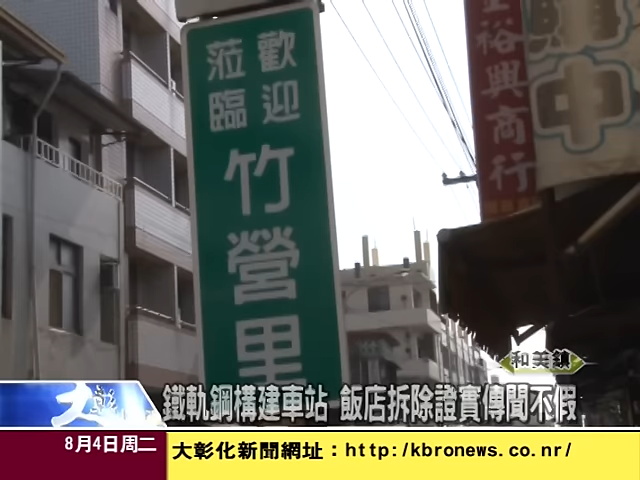 歡迎
蒞臨
竹營里
金裕興商行
中
和美鎮
鐵軌鋼構建車站 飯店拆除證實傳聞不假
8月4日周二
大彰化新聞網址：http:/kbronews.co.nr/